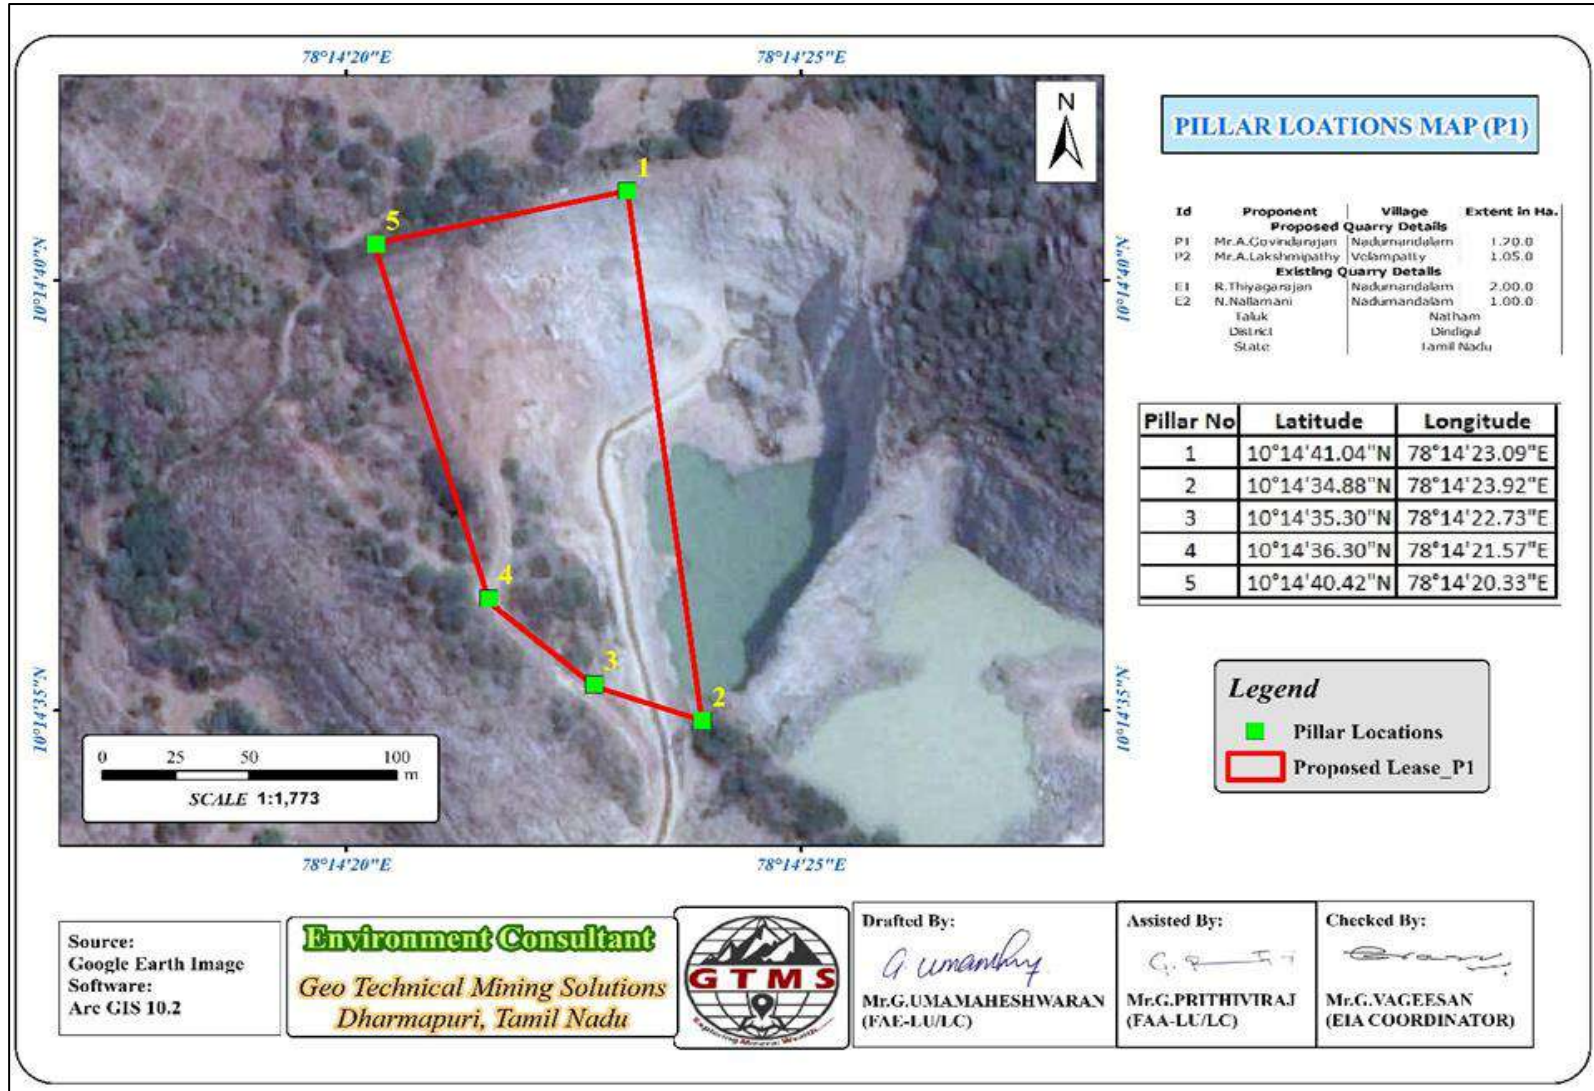 78°14'20"E
78°14'25"E
N
1
5
4
3
2
10°14'40"N
10°14'40"N
10°14'35"N
10°14'35"N
0 25 50 100
m
SCALE 1:1,773
78°14'20"E
78°14'25"E
PILLAR LOATIONS MAP (P1)
Id Proponent Village Extent in Ha.
Proposed Quarry Details
P1 Mr.A.Govindarajan Nadumandalam 1.20.0
P2 Mr.A.Lakshmipathy Velampatty 1.05.0
Existing Quarry Details
E1 R.Thiyagarajan Nadumandalam 2.00.0
E2 N.Nallamani Nadumandalam 1.00.0
Taluk Natham
District Dindigul
State Tamil Nadu
Pillar No Latitude Longitude
1 10°14'41.04"N 78°14'23.09"E
2 10°14'34.88"N 78°14'23.92"E
3 10°14'35.30"N 78°14'22.73"E
4 10°14'36.30"N 78°14'21.57"E
5 10°14'40.42"N 78°14'20.33"E
Legend
Pillar Locations
Proposed Lease_P1
Source:
Google Earth Image
Software:
Arc GIS 10.2
Environment Consultant
Geo Technical Mining Solutions
Dharmapuri, Tamil Nadu
GTMS
Exploring Mineral Wealth
Drafted By:
Mr.G.UMAMAHESHWARAN
(FAE-LU/LC)
Assisted By:
Mr.G.PRITHIVIRAJ
(FAA-LU/LC)
Checked By:
Mr.G.VAGEESAN
(EIA COORDINATOR)